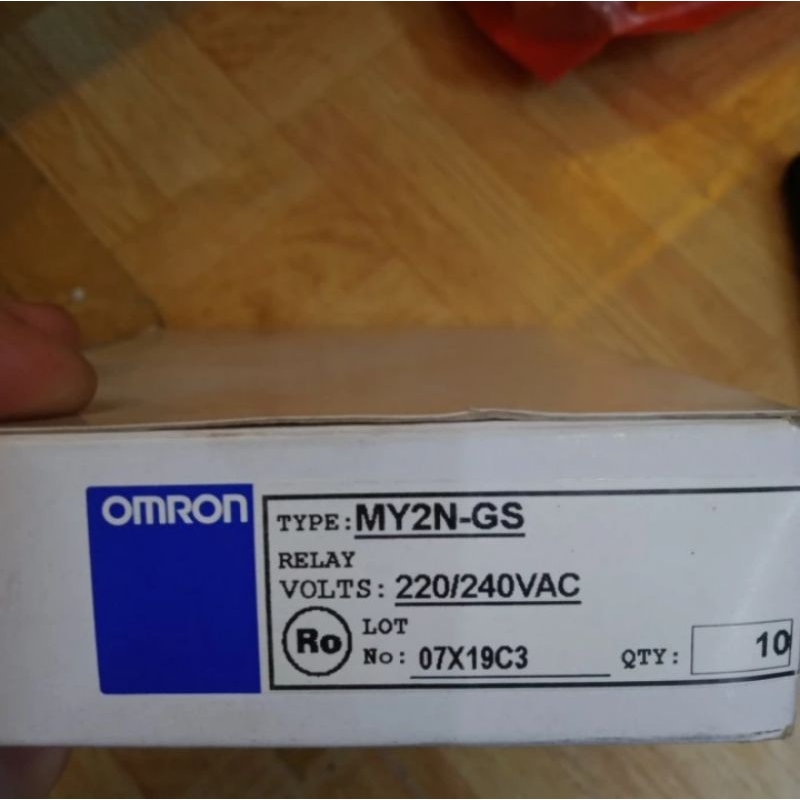 OMRON
TYPE: MY2N-GS
RELAY
VOLTS: 220/240VAC
Ro
LOT
No: 07X19C3
QTY: 10